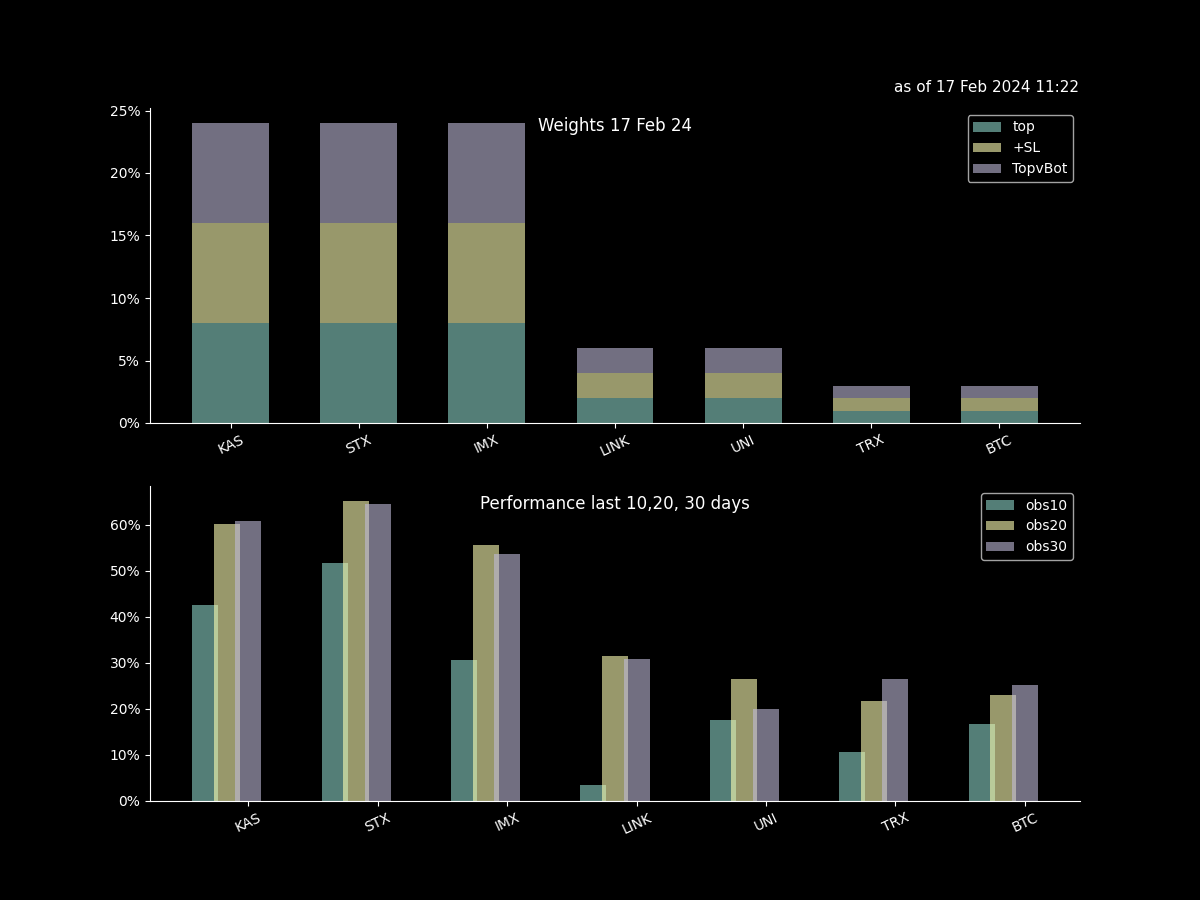 as of 17 Feb 2024 11:22
Weights 17 Feb 24
top
+SL
TopvBot
25%
20%
15%
10%
5%
0%
KAS STX IMX LINK UNI TRX BTC
Performance last 10,20, 30 days
obs10
obs20
obs30
60%
50%
40%
30%
20%
10%
0%
KAS STX IMX LINK UNI TRX BTC